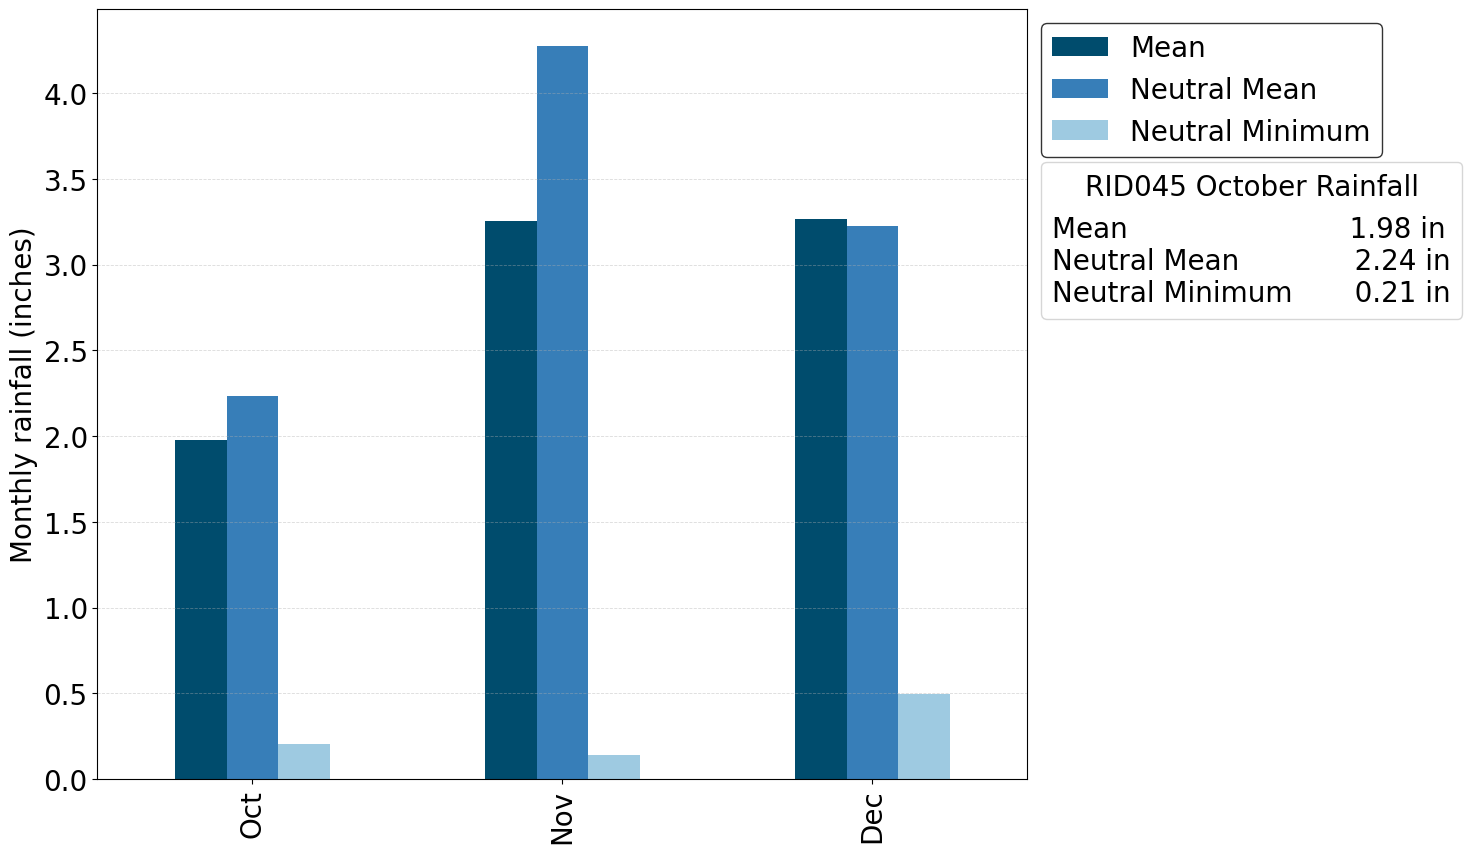 Mean
Neutral Mean
Neutral Minimum
RID045 October Rainfall
Mean 1.98 in
Neutral Mean 2.24 in
Neutral Minimum 0.21 in
Monthly rainfall (inches)
4.0
3.5
3.0
2.5
2.0
1.5
1.0
0.5
0.0
Oct
Nov
Dec